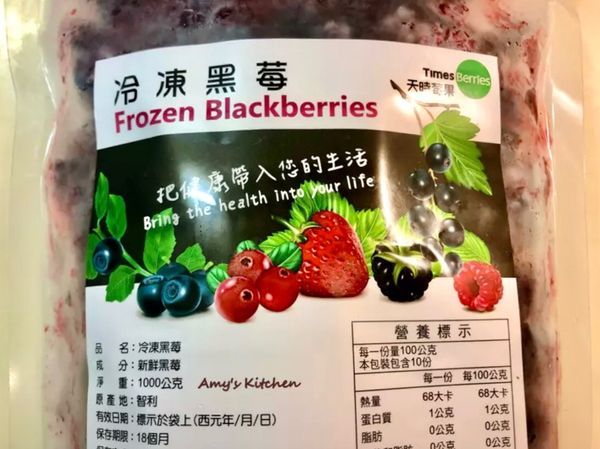 冷凍黑莓
Frozen Blackberries
Times Berries
天時莓果
把健康帶入您的生活
Bring the health into your life
品名：冷凍黑莓
成分：新鮮黑莓
淨重：1000公克
原產地：智利
有效日期：標示於袋上(西元年/月/日)
保存期限：18個月
Amy's Kitchen
營養標示
每一份量100公克
本包裝包含10份
每一份 每100公克
熱量 68大卡 68大卡
蛋白質 1公克 1公克
脂肪 0公克 0公克
0公克 0公克